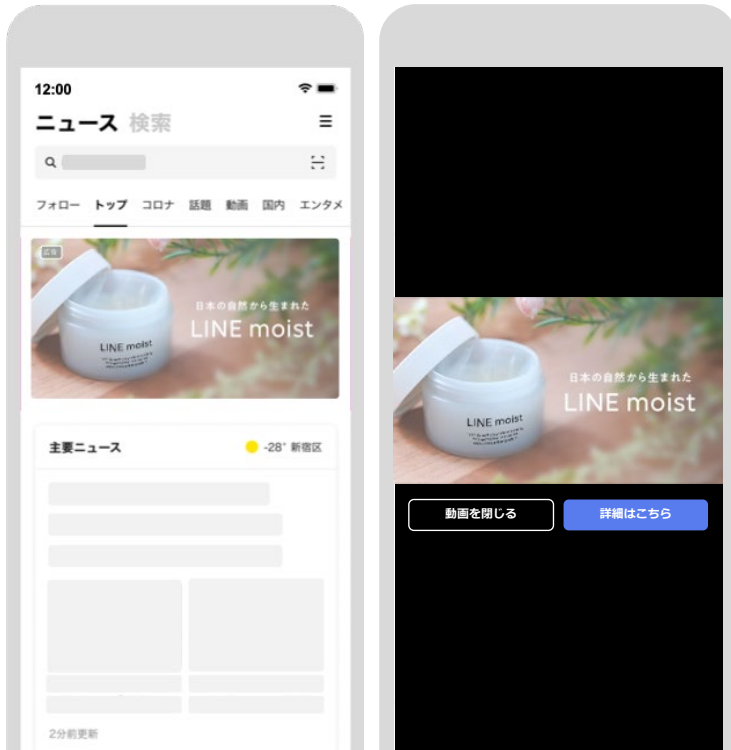 12:00
ニュース 検索
フォロー トップ コロナ 話題 動画 国内 エンタメ
広告
日本の自然から生まれた
LINE moist
LINE moist
主要ニュース
-28° 新宿区
2分前更新
日本の自然から生まれた
LINE moist
LINE moist
動画を閉じる
詳細はこちら